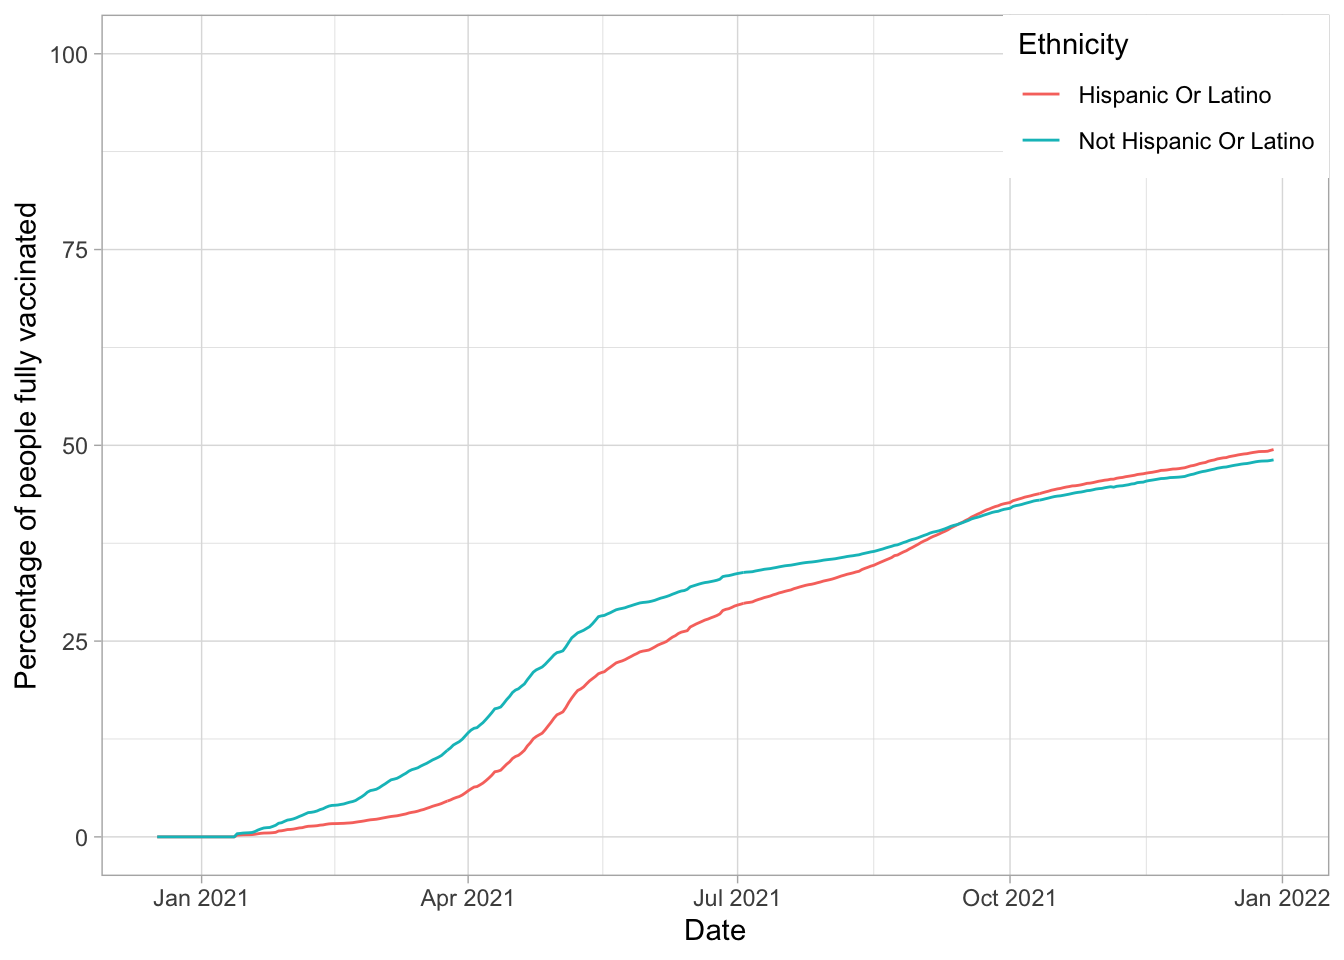 Ethnicity
Hispanic Or Latino
Not Hispanic Or Latino
Percentage of people fully vaccinated
100
75
50
25
0
Jan 2021
Apr 2021
Jul 2021
Oct 2021
Jan 2022
Date